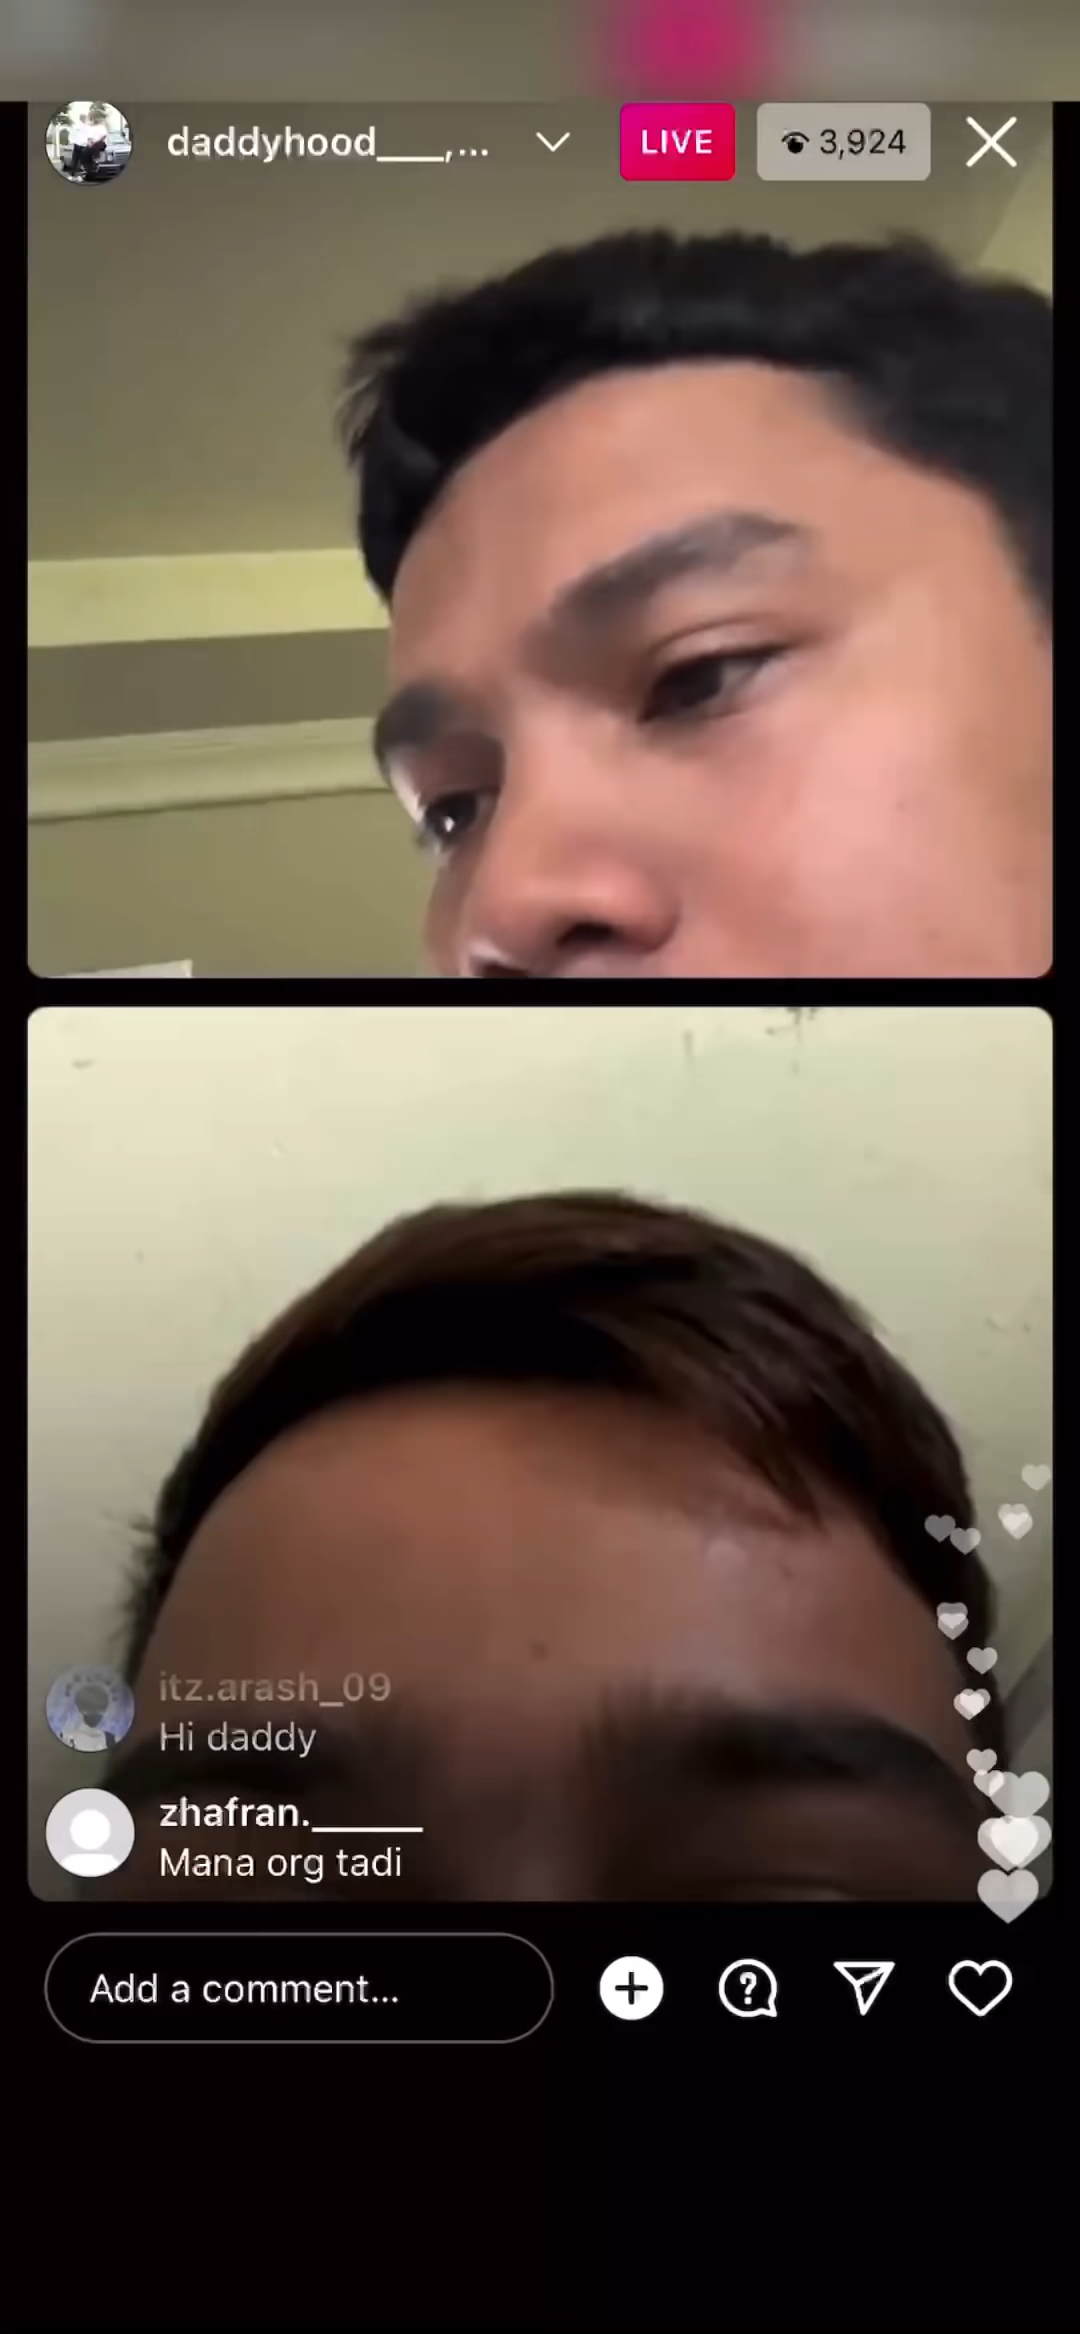 daddyhood___,...
LIVE
3,924
itz.arash_09
Hi daddy
zhafran._____
Mana org tadi
Add a comment...